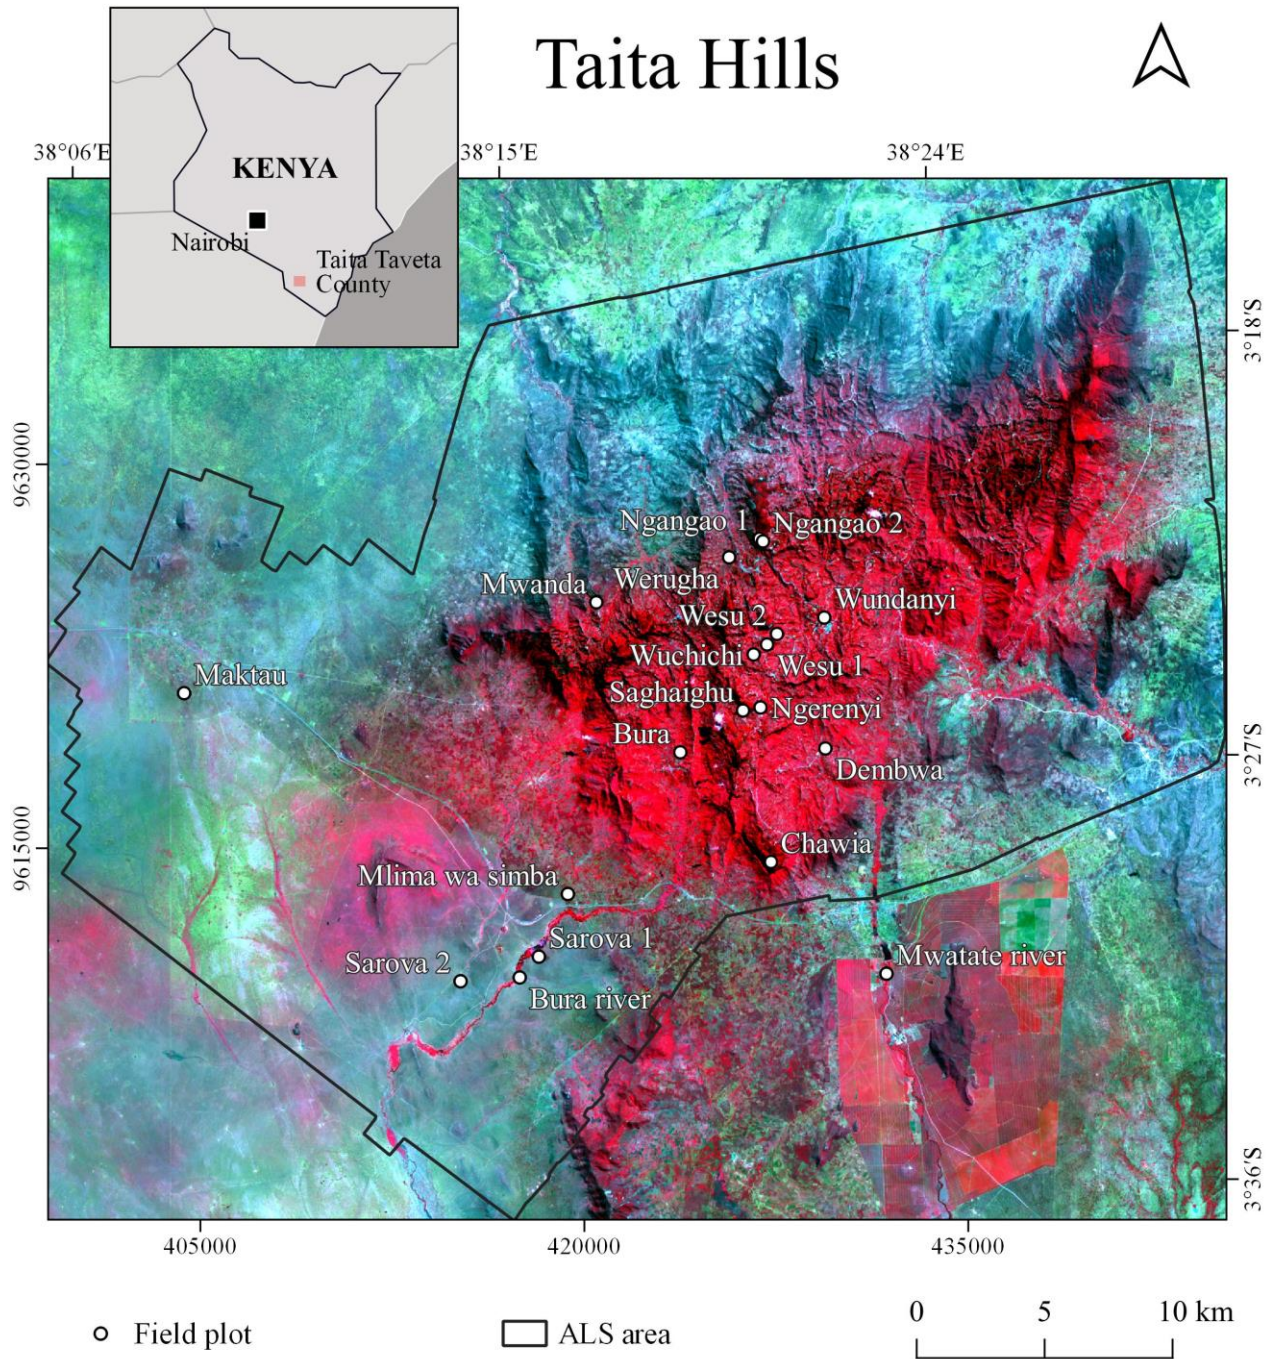 Taita Hills
KENYA
Nairobi
Taita Taveta
County
38°06'E
38°15'E
38°24'E
3°18'S
9630000
Ngangao 1
Ngangao 2
Werugha
Mwanda
Wundanyi
Wesu 2
Wuchichi
Wesu 1
Maktau
Saghaighu
Ngerenyi
Bura
Dembwa
3°27'S
9615000
Chawia
Mlima wa simba
Sarova 1
Sarova 2
Mwatate river
Bura river
3°36'S
405000
420000
435000
0 5 10 km
Field plot
ALS area